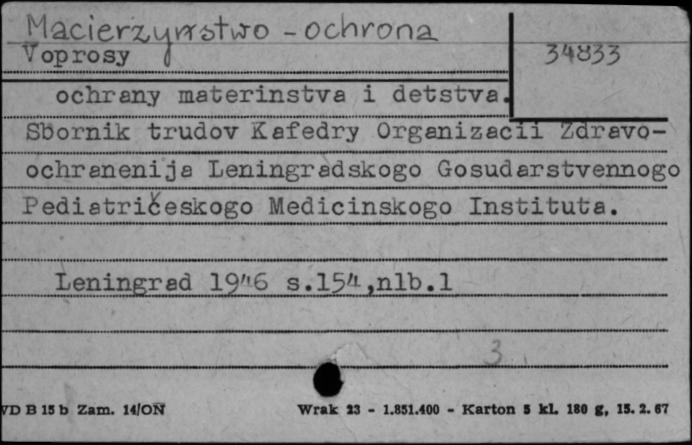 Macierzyństwo - ochrona
Voprosy
34833
ochrany materinstva i detstva.
Sbornik trudov Kafedry Organizacii Zdravo-
ochranenija Leningradskogo Gosudarstvennogo
Pediatričeskogo Medicinskogo Instituta.
Leningrad 1946 s.154,nlb.1
3
VD B 15 b Zam. 14/ON
Wrak 23 - 1.851.400 - Karton 5 kl. 180 g, 15. 2. 67